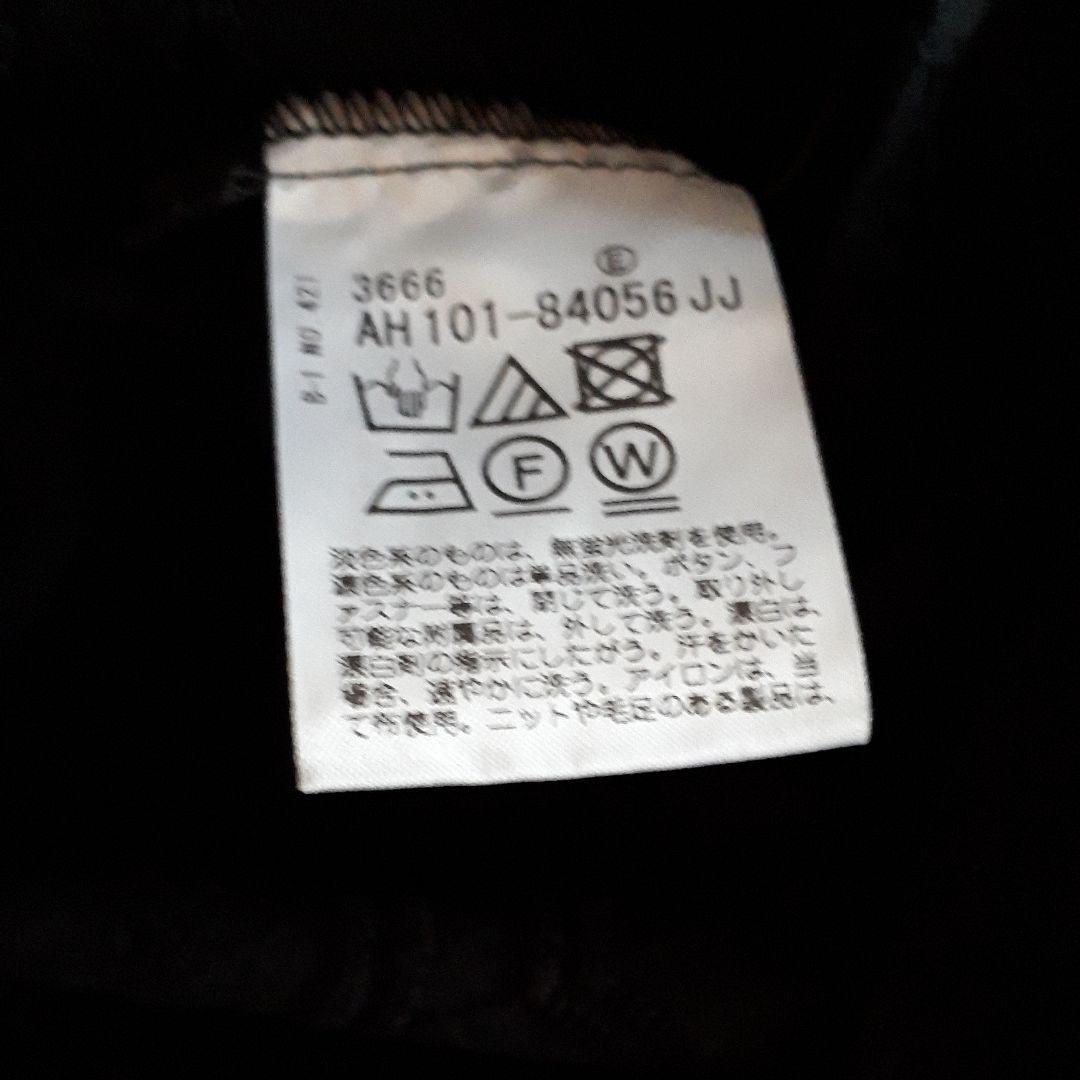 E
3666
AH101-84056JJ
F W
淡色系のものは、無蛍光洗剤を使用。
濃色系のものは単品洗い。ボタン、フ
ァスナー等は、閉じて洗う。取り外し
可能な附属品は、外して洗う。漂白は、
漂白剤の指示にしたがう。汗をかいた
場合、速やかに洗う。アイロンは、当
て布使用。ニットや毛足のある製品は、